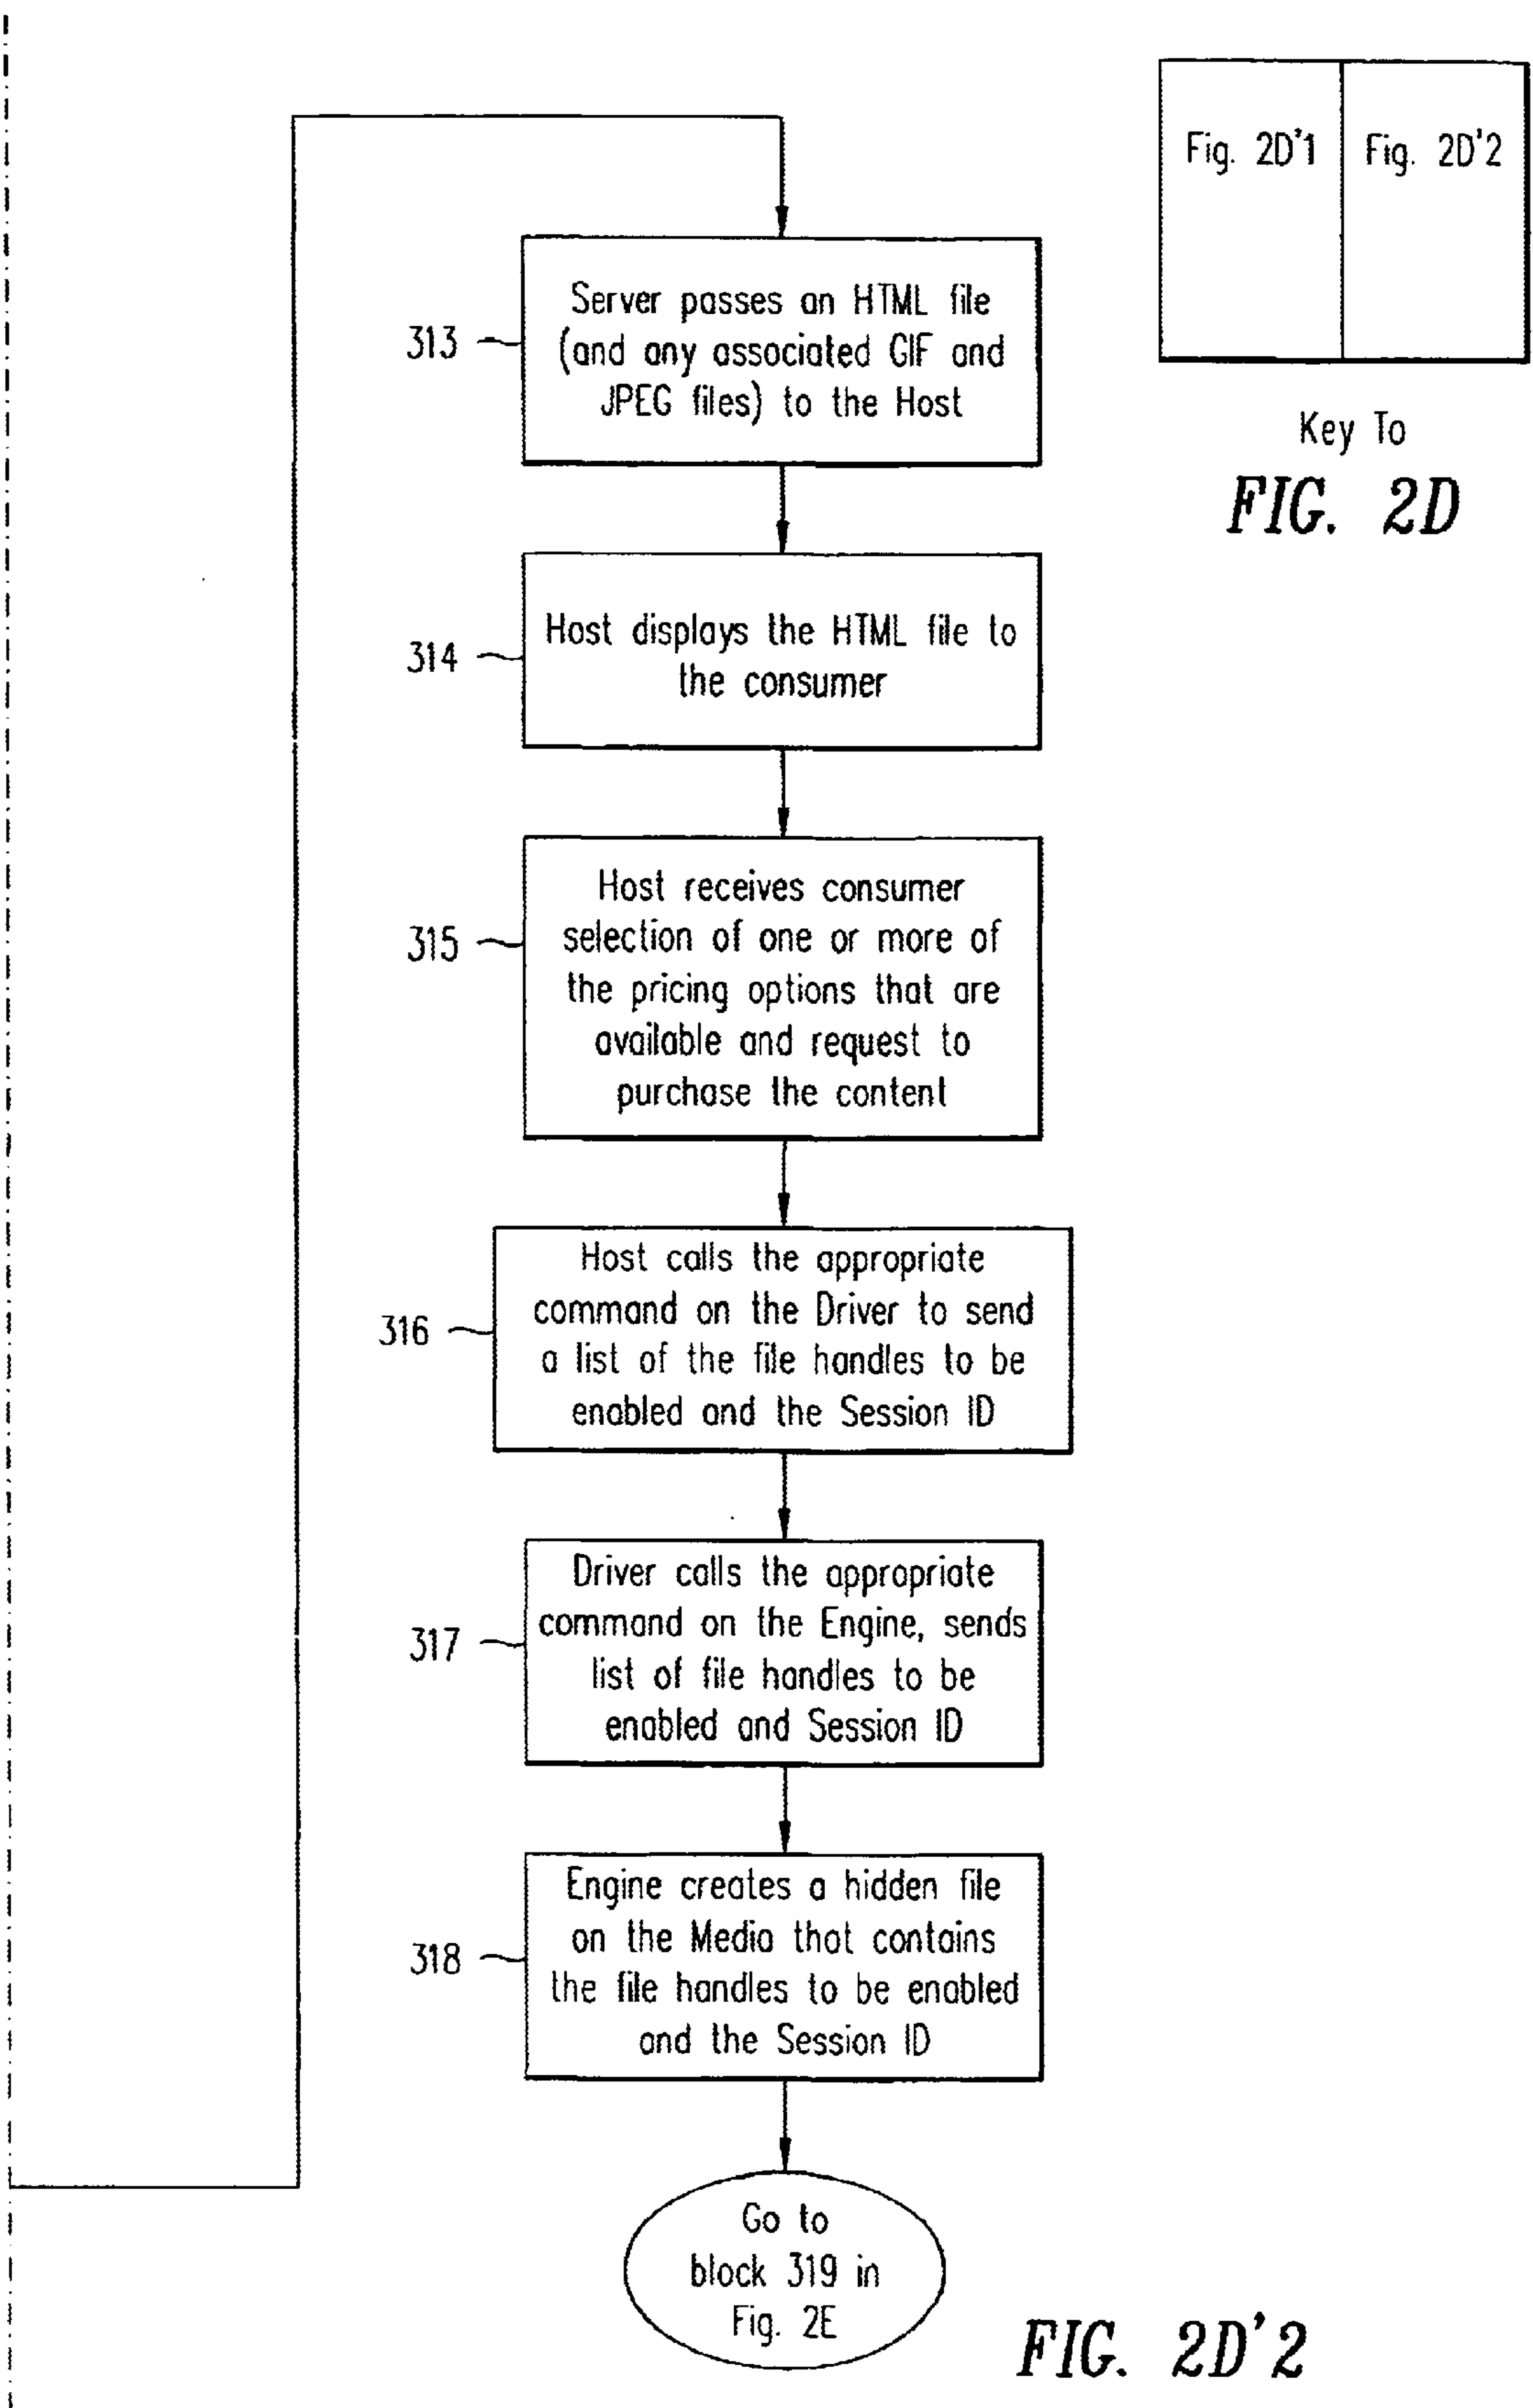 Fig. 2D'1
Fig. 2D'2
Key To
FIG. 2D
313
Server passes an HTML file
(and any associated GIF and
JPEG files) to the Host
314
Host displays the HTML file to
the consumer
315
Host receives consumer
selection of one or more of
the pricing options that are
available and request to
purchase the content
316
Host calls the appropriate
command on the Driver to send
a list of the file handles to be
enabled and the Session ID
317
Driver calls the appropriate
command on the Engine, sends
list of file handles to be
enabled and Session ID
318
Engine creates a hidden file
on the Media that contains
the file handles to be enabled
and the Session ID
Go to
block 319 in
Fig. 2E
FIG. 2D'2